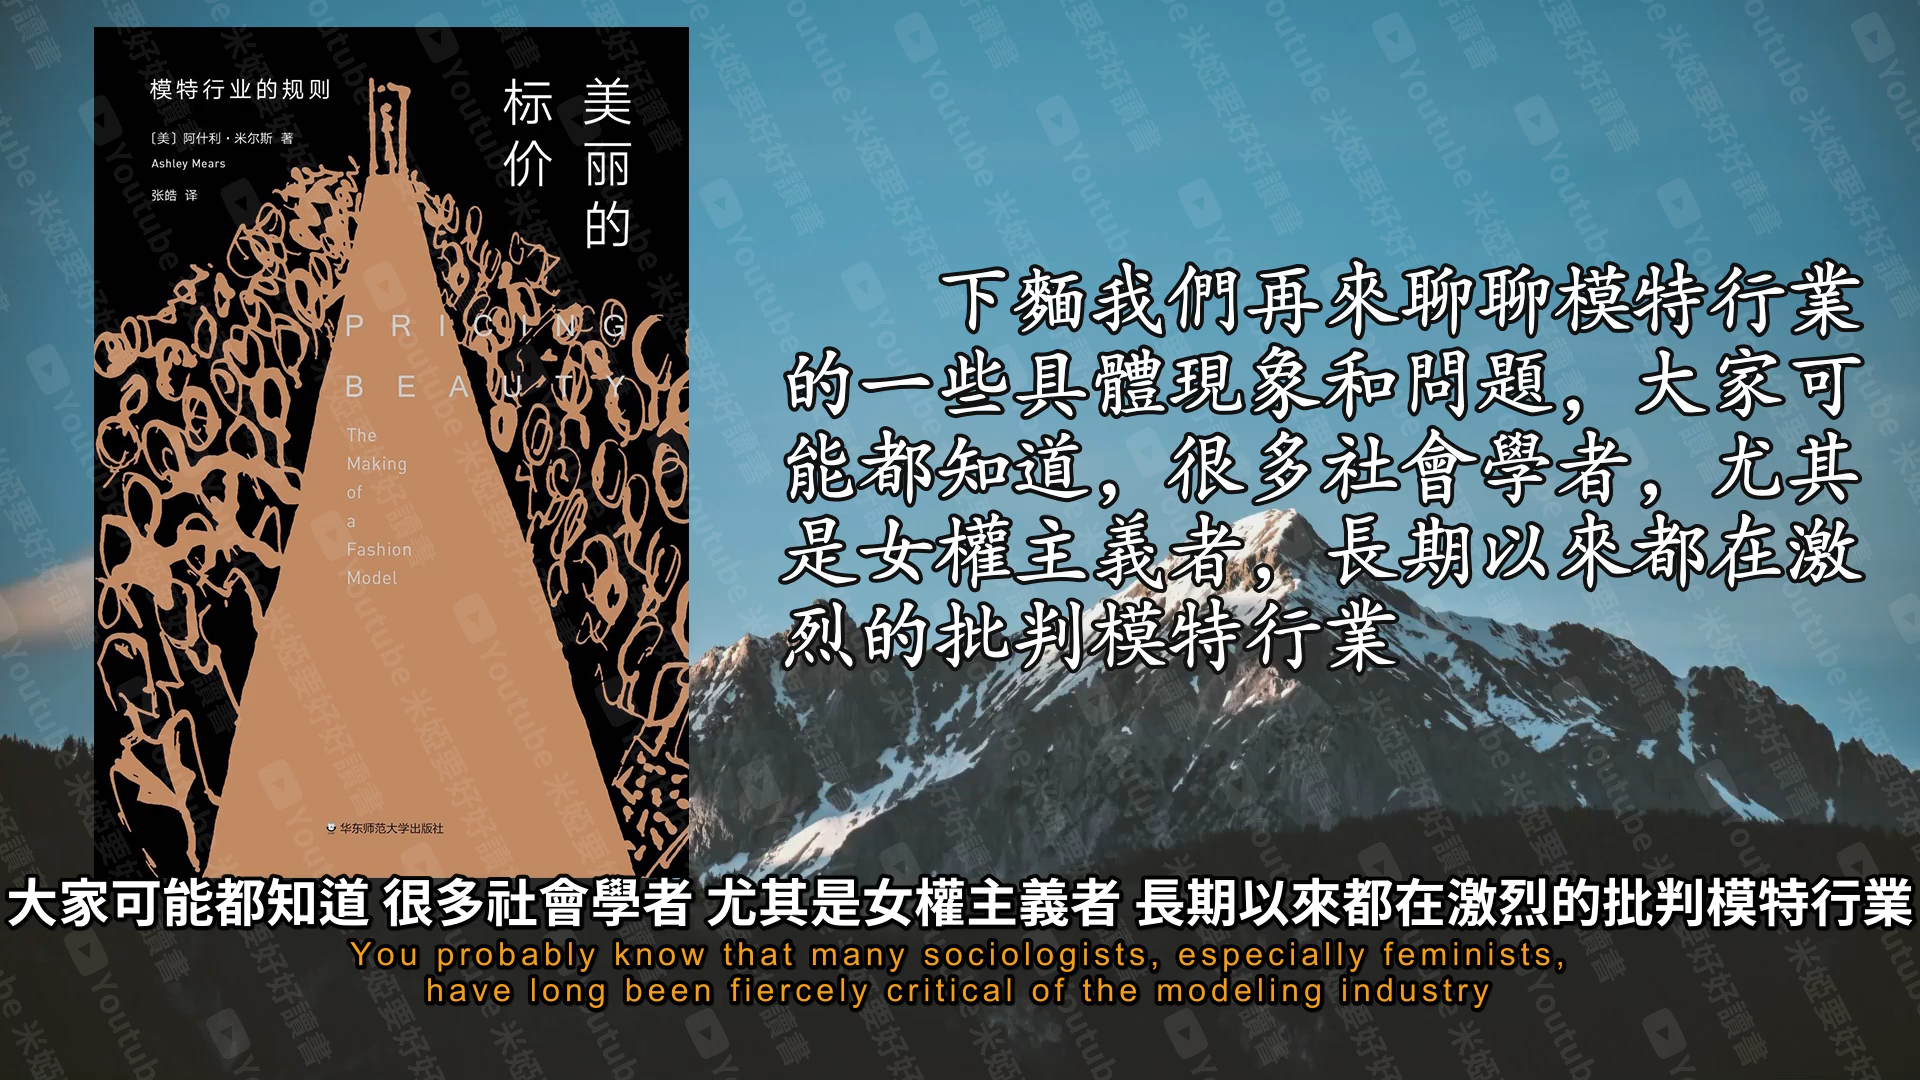 模特行业的规则
〔美〕阿什利·米尔斯 著
Ashley Mears
张皓 译
美丽的
标价
PRICING
BEAUTY
The
Making
of
a
Fashion
Model
华东师范大学出版社
下麵我們再來聊聊模特行業
的一些具體現象和問題，大家可
能都知道，很多社會學者，尤其
是女權主義者，長期以來都在激
烈的批判模特行業
大家可能都知道 很多社會學者 尤其是女權主義者 長期以來都在激烈的批判模特行業
You probably know that many sociologists, especially feminists,
have long been fiercely critical of the modeling industry
Youtube 米婭要好好讀書